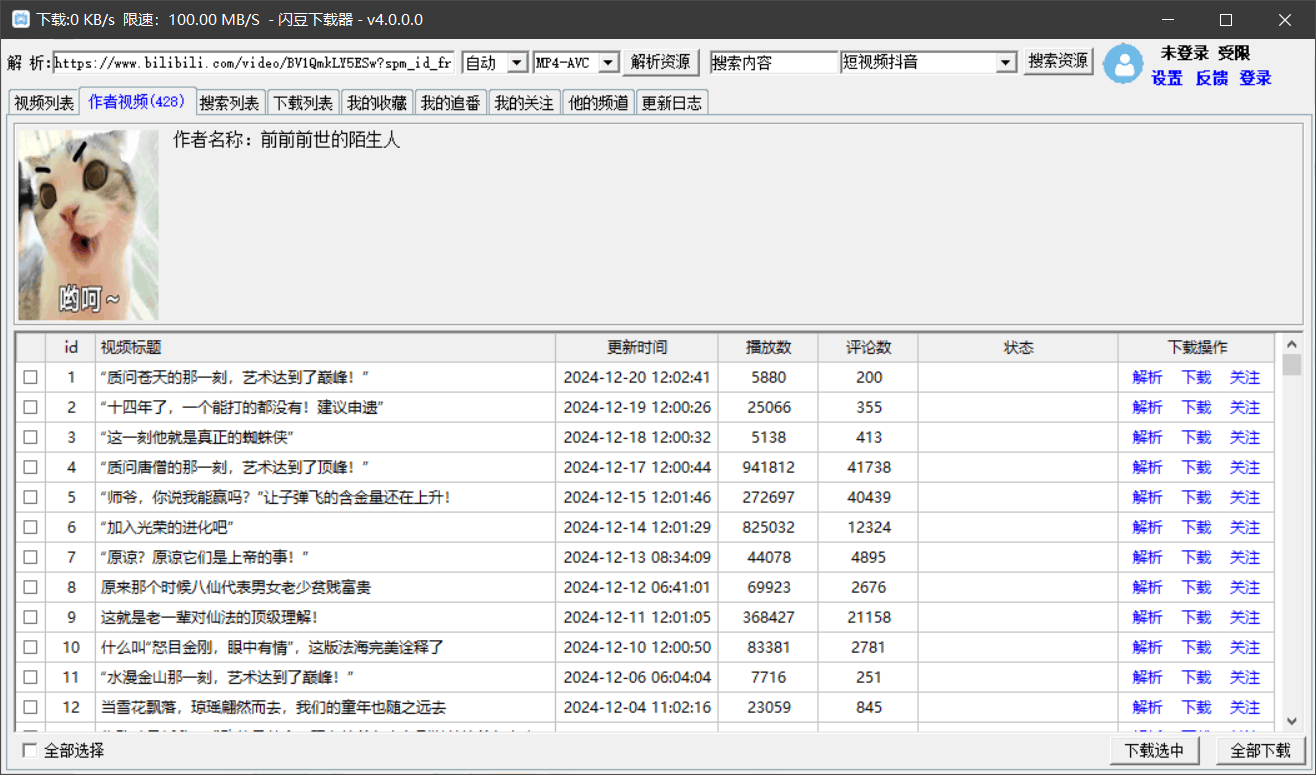 下载:0 KB/s 限速: 100.00 MB/S - 闪豆下载器 - v4.0.0.0
解 析: https://www.bilibili.com/video/BV1QmkLY5ESw?spm_id_fr 自动 MP4-AVC 解析资源 搜索内容 短视频抖音 搜索资源 未登录 受限
设置 反馈 登录
视频列表 作者视频(428) 搜索列表 下载列表 我的收藏 我的追番 我的关注 他的频道 更新日志
作者名称：前前前世的陌生人
哟呵~
id 视频标题 更新时间 播放数 评论数 状态 下载操作
1 “质问苍天的那一刻，艺术达到了巅峰！” 2024-12-20 12:02:41 5880 200 解析 下载 关注
2 “十四年了，一个能打的都没有！建议申遗” 2024-12-19 12:00:26 25066 355 解析 下载 关注
3 “这一刻他就是真正的蜘蛛侠” 2024-12-18 12:00:32 5138 413 解析 下载 关注
4 “质问唐僧的那一刻，艺术达到了顶峰！” 2024-12-17 12:00:44 941812 41738 解析 下载 关注
5 “师爷，你说我能赢吗？”让子弹飞的含金量还在上升！ 2024-12-15 12:01:46 272697 40439 解析 下载 关注
6 “加入光荣的进化吧” 2024-12-14 12:01:29 825032 12324 解析 下载 关注
7 “原谅？原谅它们是上帝的事！” 2024-12-13 08:34:09 44078 4895 解析 下载 关注
8 原来那个时候八仙代表男女老少贫贱富贵 2024-12-12 06:41:01 69923 2676 解析 下载 关注
9 这就是老一辈对仙法的顶级理解！ 2024-12-11 12:01:05 368427 21158 解析 下载 关注
10 什么叫“怒目金刚，眼中有情”，这版法海完美诠释了 2024-12-10 12:00:50 83381 2781 解析 下载 关注
11 “水漫金山那一刻，艺术达到了巅峰！” 2024-12-06 06:04:04 7716 251 解析 下载 关注
12 当雪花飘落，琼瑶翩然而去，我们的童年也随之远去 2024-12-04 11:02:16 23059 845 解析 下载 关注
全部选择 下载选中 全部下载